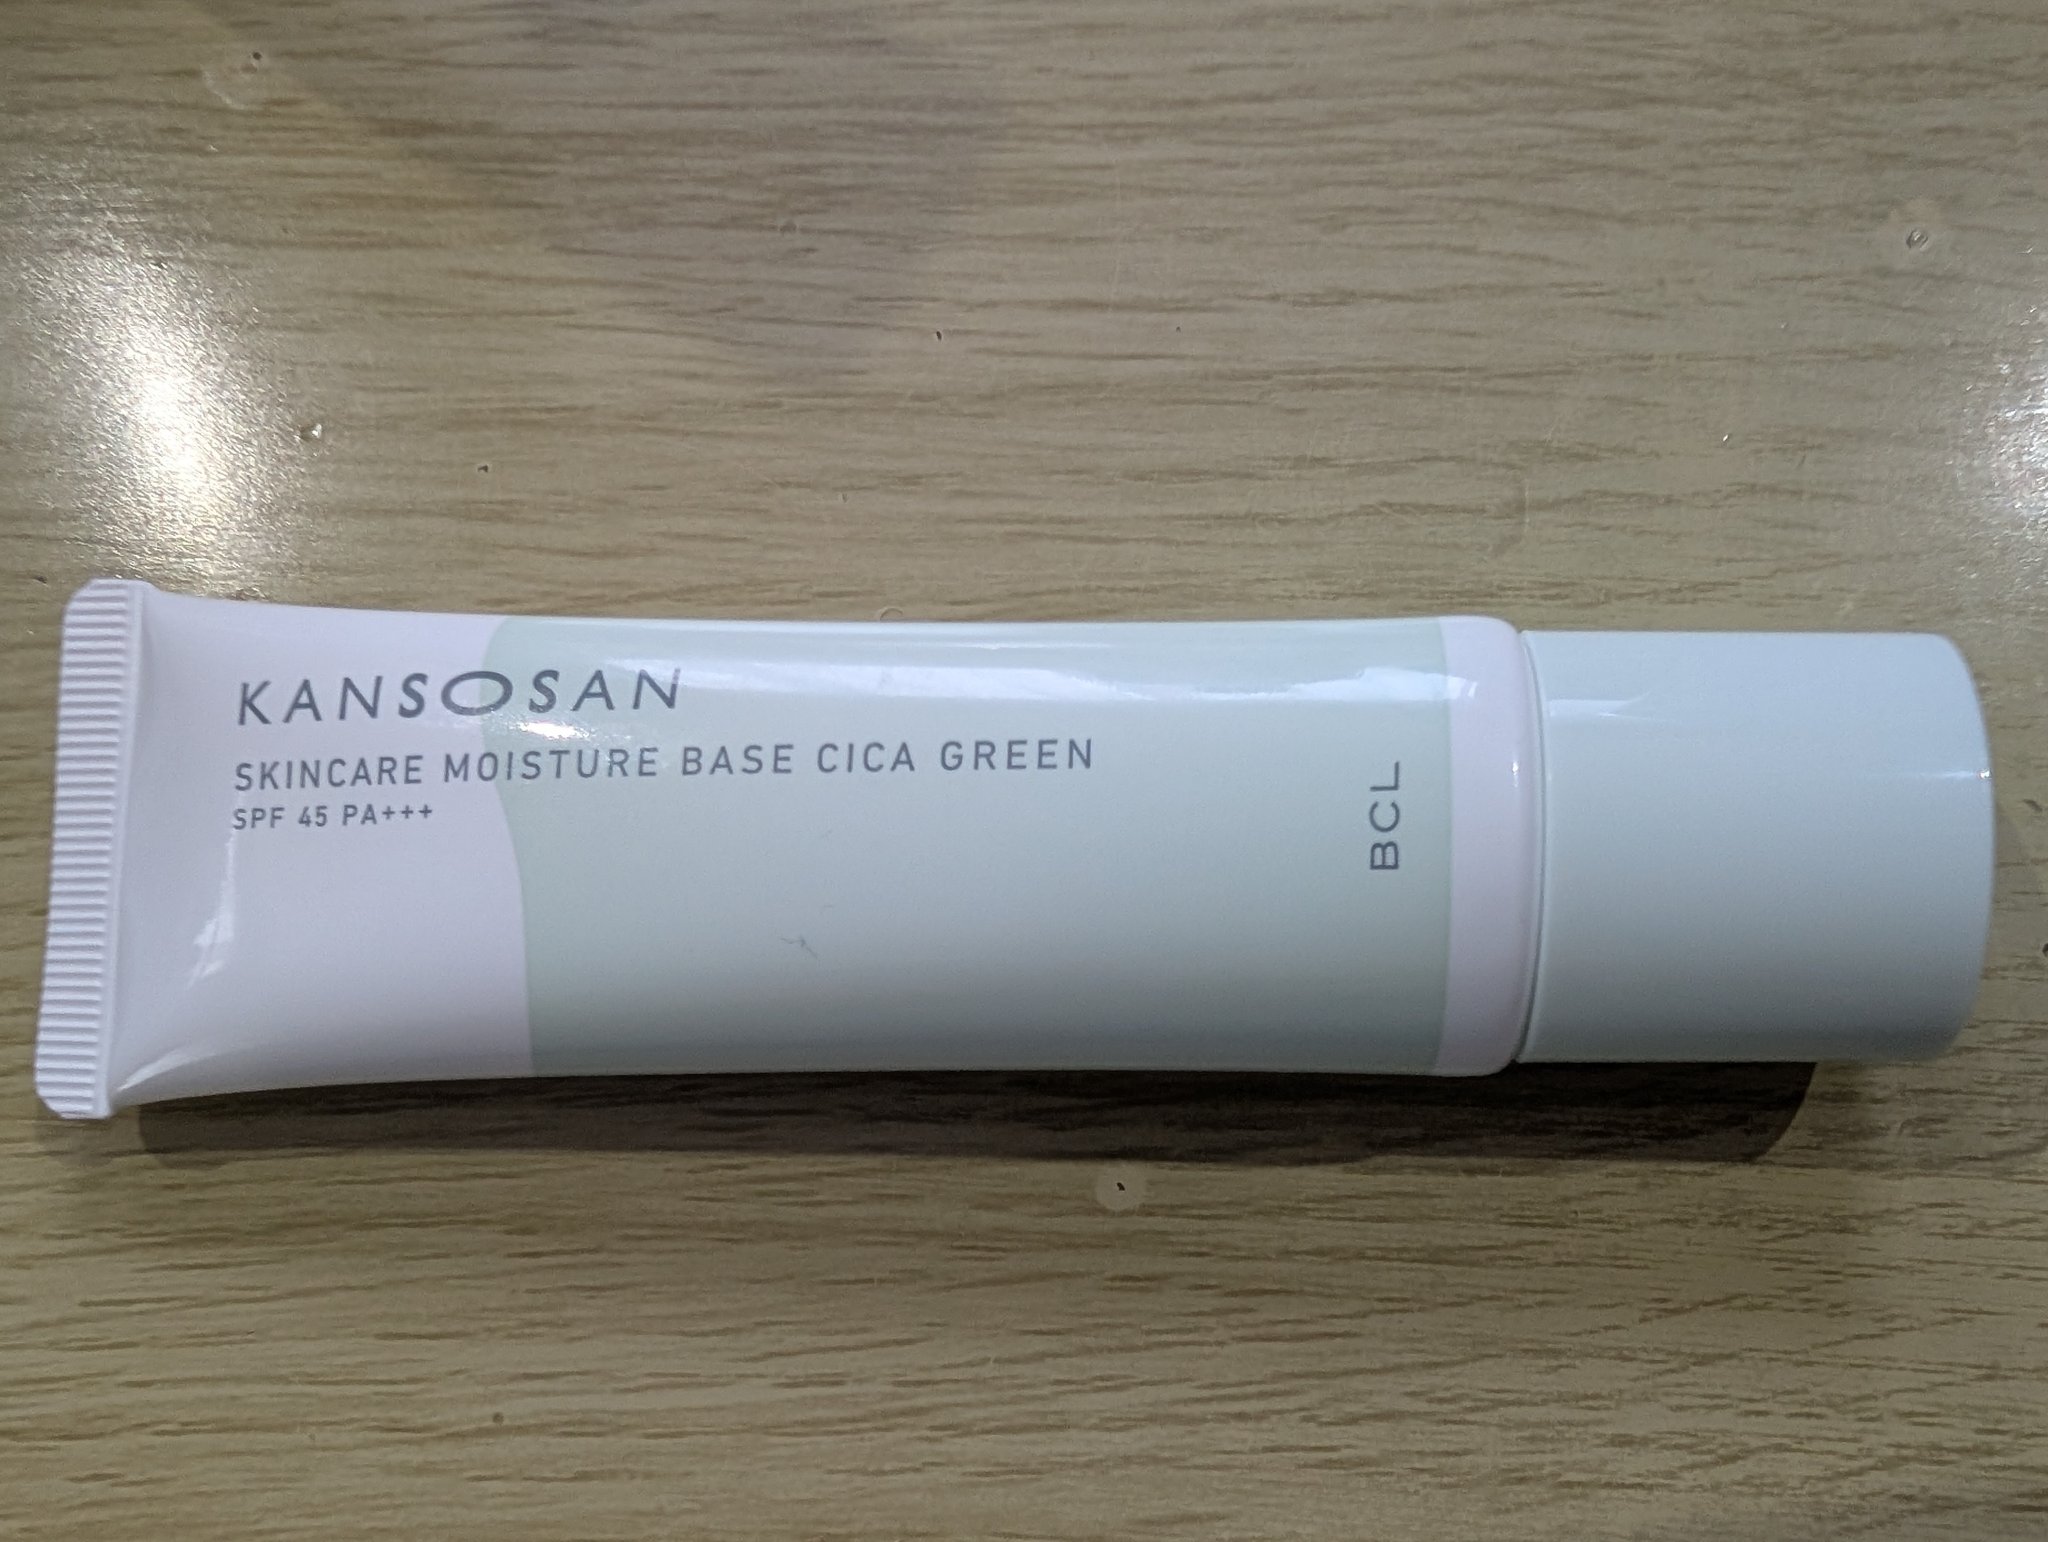 KANSOSAN
SKINCARE MOISTURE BASE CICA GREEN
SPF 45 PA+++
BCL